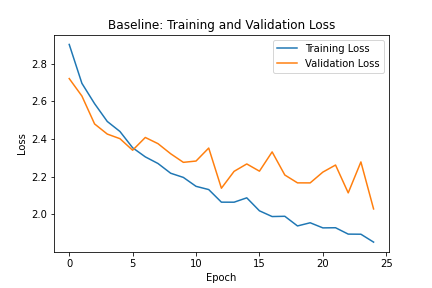 Baseline: Training and Validation Loss
Training Loss
Validation Loss
2.8
2.6
2.4
2.2
2.0
Loss
0 5 10 15 20 25
Epoch